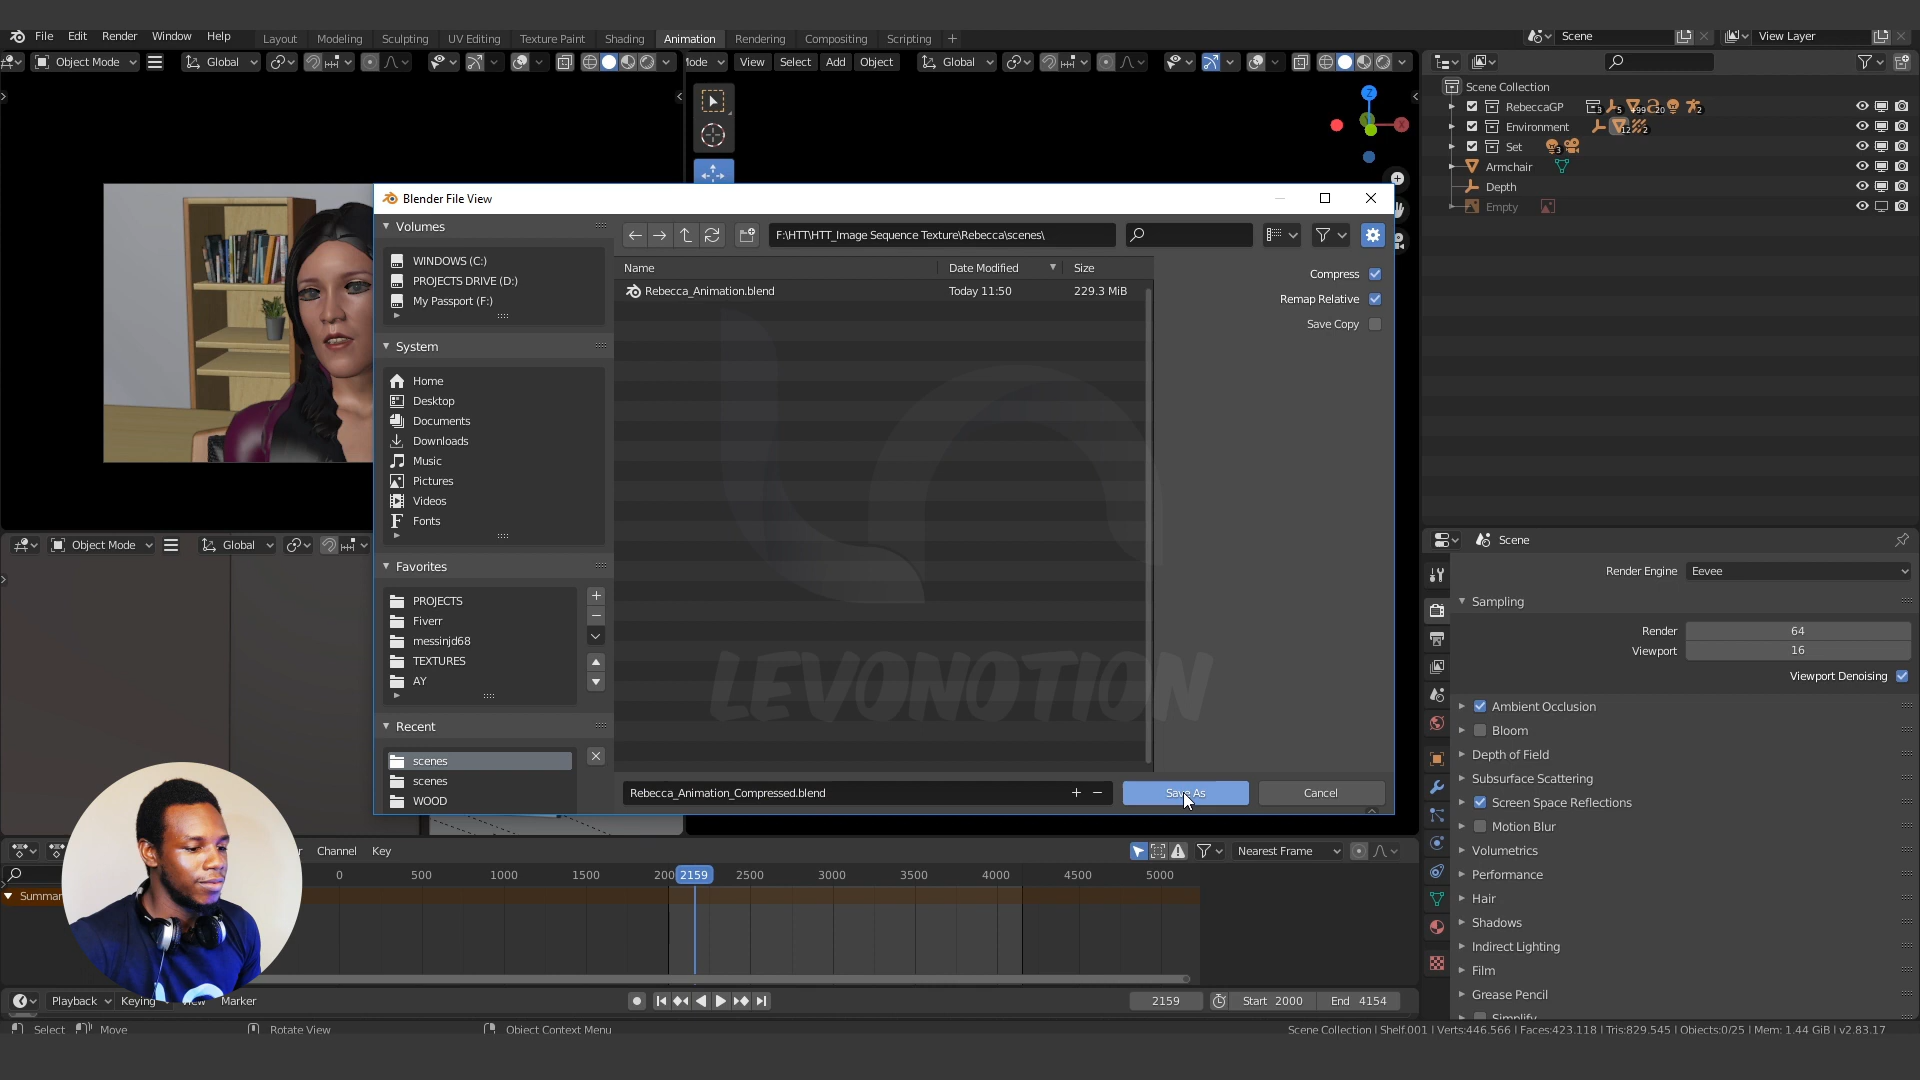 File Edit Render Window Help
Layout Modeling Sculpting UV Editing Texture Paint Shading Animation Rendering Compositing Scripting
Scene
View Layer
Object Mode Global
View Select Add Object Global
Blender File View
Volumes
WINDOWS (C:)
PROJECTS DRIVE (D:)
My Passport (F:)
System
Home
Desktop
Documents
Downloads
Music
Pictures
Videos
Fonts
Favorites
PROJECTS
Fiverr
messinjd68
TEXTURES
AY
Recent
scenes
scenes
WOOD
F:\HTT\HTT_Image Sequence Texture\Rebecca\scenes\
Name Date Modified Size
Rebecca_Animation.blend Today 11:50 229.3 MiB
LEVONOTION
Compress
Remap Relative
Save Copy
Rebecca_Animation_Compressed.blend
Save As
Cancel
Scene Collection
RebeccaGP
Environment
Set
Armchair
Depth
Empty
Object Mode Global
Scene
Render Engine Eevee
Sampling
Render 64
Viewport 16
Viewport Denoising
Ambient Occlusion
Bloom
Depth of Field
Subsurface Scattering
Screen Space Reflections
Motion Blur
Volumetrics
Performance
Hair
Shadows
Indirect Lighting
Film
Grease Pencil
Simplify
Channel Key
Nearest Frame
0 500 1000 1500 200 2159 2500 3000 3500 4000 4500 5000
Playback Keying Marker
2159 Start 2000 End 4154
Select Move Rotate View Object Context Menu
Scene Collection | Shelf.001 | Verts:446.566 | Faces:423.118 | Tris:829.545 | Objects:0/25 | Mem: 1.44 GiB | v2.83.17